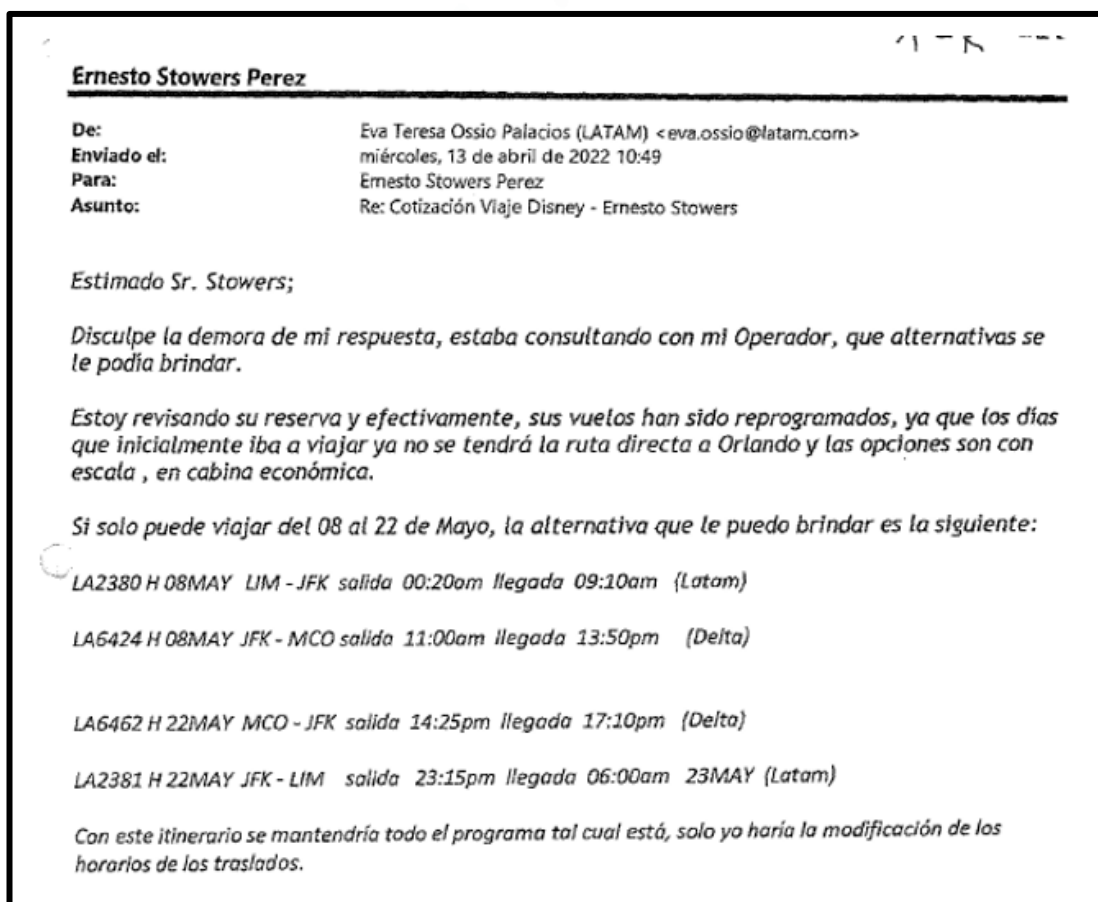 Ernesto Stowers Perez
De: Eva Teresa Ossio Palacios (LATAM) <eva.ossio@latam.com>
Enviado el: miércoles, 13 de abril de 2022 10:49
Para: Ernesto Stowers Perez
Asunto: Re: Cotización Viaje Disney - Ernesto Stowers
Estimado Sr. Stowers;
Disculpe la demora de mi respuesta, estaba consultando con mi Operador, que alternativas se
le podía brindar.
Estoy revisando su reserva y efectivamente, sus vuelos han sido reprogramados, ya que los días
que inicialmente iba a viajar ya no se tendrá la ruta directa a Orlando y las opciones son con
escala , en cabina económica.
Si solo puede viajar del 08 al 22 de Mayo, la alternativa que le puedo brindar es la siguiente:
LA2380 H 08MAY LIM - JFK salida 00:20am llegada 09:10am (Latam)
LA6424 H 08MAY JFK - MCO salida 11:00am llegada 13:50pm (Delta)
LA6462 H 22MAY MCO - JFK salida 14:25pm llegada 17:10pm (Delta)
LA2381 H 22MAY JFK - LIM salida 23:15pm llegada 06:00am 23MAY (Latam)
Con este itinerario se mantendría todo el programa tal cual está, solo yo haría la modificación de los
horarios de los traslados.